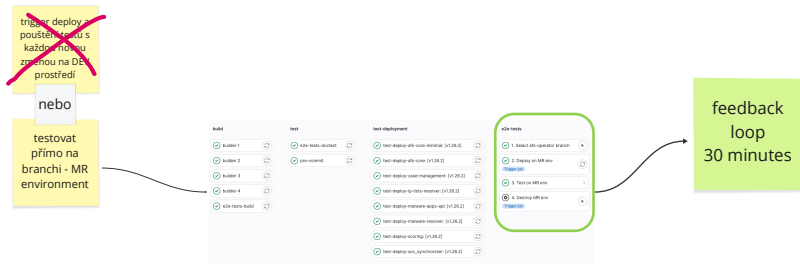 trigger deploy a
pouštění testů s
každou novou
změnou na DEV
prostředí
nebo
testovat
přímo na
branchi - MR
environment
build
builder 1
builder 2
builder 3
builder 4
e2e-tests-build
test
e2e-tests-doctest
pre-commit
test-deployment
test-deploy-afs-core-minimal: [v1.26.2]
test-deploy-afs-core: [v1.26.2]
test-deploy-case-management: [v1.26.2]
test-deploy-ip-lists-resolver: [v1.26.2]
test-deploy-malware-apps-api: [v1.26.2]
test-deploy-malware-resolver: [v1.26.2]
test-deploy-scoring: [v1.26.2]
test-deploy-scs_synchronizer: [v1.26.2]
e2e-tests
1. Select afs-operator branch
2. Deploy on MR env
Trigger job
3. Test on MR env
4. Destroy MR env
Trigger job
feedback
loop
30 minutes